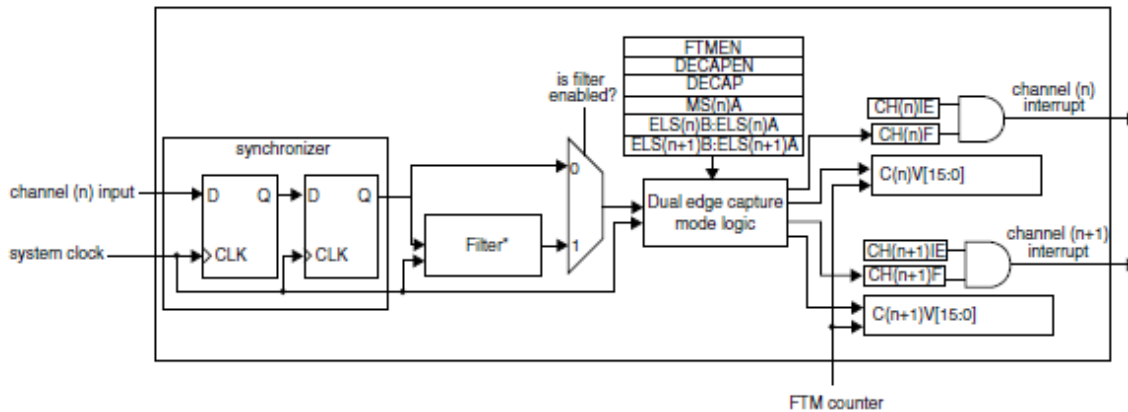 FTMEN
DECAPEN
DECAP
MS(n)A
ELS(n)B:ELS(n)A
ELS(n+1)B:ELS(n+1)A
is filter
enabled?
channel (n)
interrupt
CH(n)IE
CH(n)F
synchronizer
0
C(n)V[15:0]
channel (n) input
D Q D Q
Dual edge capture
mode logic
system clock
CLK CLK
Filter*
1
channel (n+1)
interrupt
CH(n+1)IE
CH(n+1)F
C(n+1)V[15:0]
FTM counter